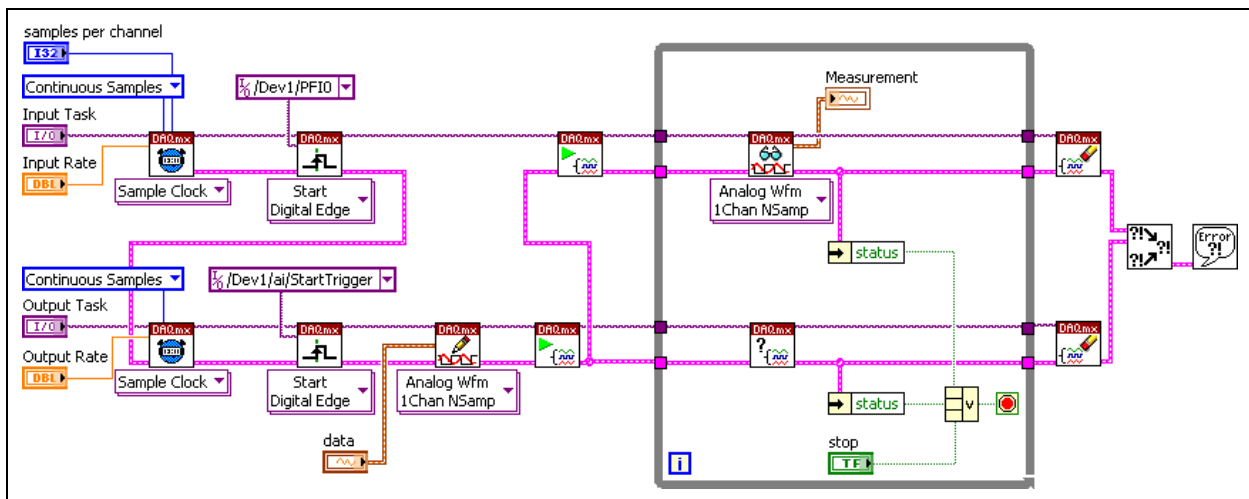 samples per channel
I32
Continuous Samples
I/O /Dev1/PFI0
Input Task
I/O
DAQmx
DAQmx
DAQmx
Input Rate
DBL
Sample Clock
Start
Digital Edge
Measurement
DAQmx
Analog Wfm
1Chan NSamp
DAQmx
status
?! ?! ?!
Error
?!
Continuous Samples
I/O /Dev1/ai/StartTrigger
Output Task
I/O
DAQmx
DAQmx
DAQmx
DAQmx
Output Rate
DBL
Sample Clock
Start
Digital Edge
Analog Wfm
1Chan NSamp
data
DAQmx
?
DAQmx
status
V
stop
TF
i